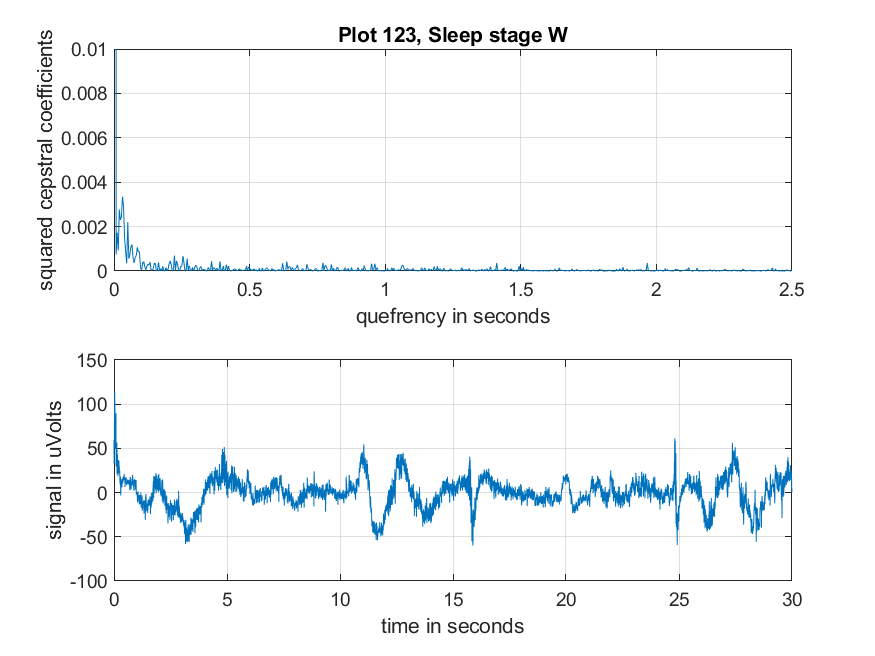 Plot 123, Sleep stage W
squared cepstral coefficients
0.01
0.008
0.006
0.004
0.002
0
0 0.5 1 1.5 2 2.5
quefrency in seconds
signal in uVolts
150
100
50
0
-50
-100
0 5 10 15 20 25 30
time in seconds